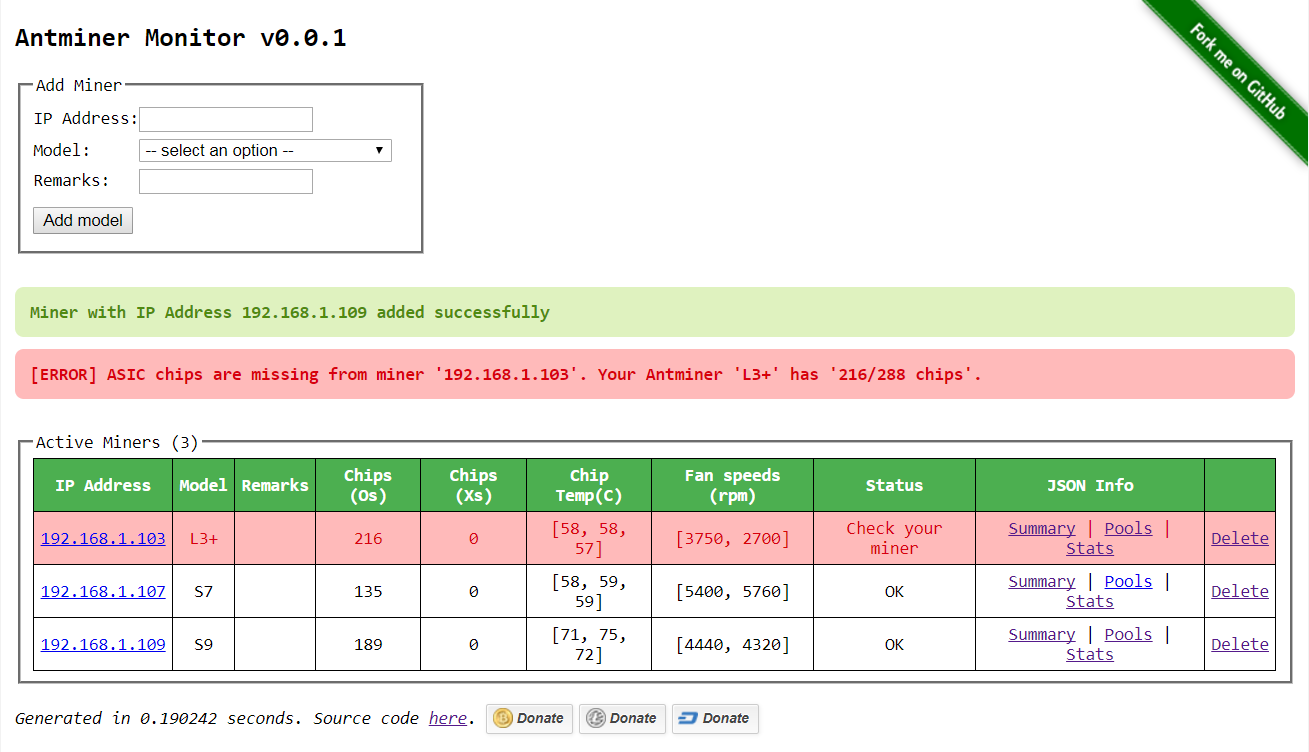 Antminer Monitor v0.0.1
Fork me on GitHub
Add Miner
IP Address:
Model: -- select an option --
Remarks:
Add model
Miner with IP Address 192.168.1.109 added successfully
[ERROR] ASIC chips are missing from miner '192.168.1.103'. Your Antminer 'L3+' has '216/288 chips'.
Active Miners (3)
IP Address Model Remarks Chips (Os) Chips (Xs) Chip Temp(C) Fan speeds (rpm) Status JSON Info
192.168.1.103 L3+ 216 0 [58, 58, 57] [3750, 2700] Check your miner Summary | Pools | Stats Delete
192.168.1.107 S7 135 0 [58, 59, 59] [5400, 5760] OK Summary | Pools | Stats Delete
192.168.1.109 S9 189 0 [71, 75, 72] [4440, 4320] OK Summary | Pools | Stats Delete
Generated in 0.190242 seconds. Source code here. Donate Donate Donate